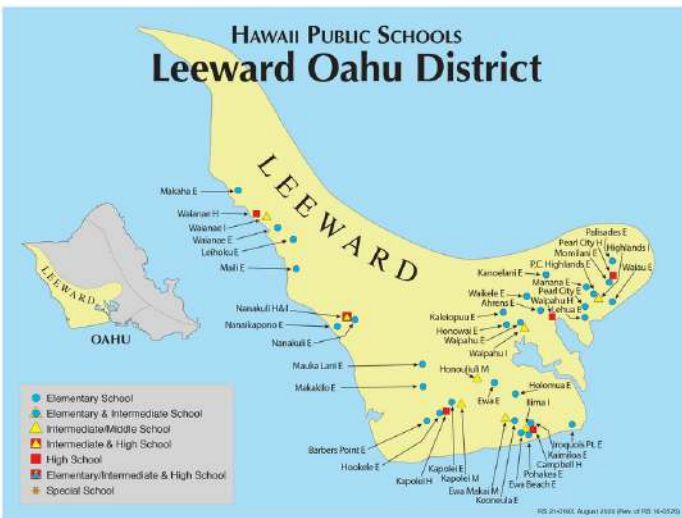 HAWAII PUBLIC SCHOOLS
Leeward Oahu District
LEEWARD
Makaha E
Waianae H
Waianae I
Waianae E
Leihoku E
Maili E
Nanakuli H&I
Nanaikapono E
Nanakuli E
Mauka Lani E
Makakilo E
Barbers Point E
Hookele E
Kapolei H
Kapolei E
Kapolei M
Ewa Makai M
Keoneula E
Ewa Beach E
Pohakea E
Campbell H
Kaimiloa E
Iroquois Pt. E
Ilima I
Holomua E
Ewa E
Honouliuli M
Waipahu I
Waipahu E
Honowai E
Kaleiopuu E
Ahrens E
Waikele E
Kanoelani E
Palisades E
Pearl City H
Highlands I
Momilani E
P.C. Highlands E
Waiau E
Manana E
Pearl City E
Waipahu H
Lehua E
LEEWARD
OAHU
Elementary School
Elementary & Intermediate School
Intermediate/Middle School
Intermediate & High School
High School
Elementary/Intermediate & High School
Special School